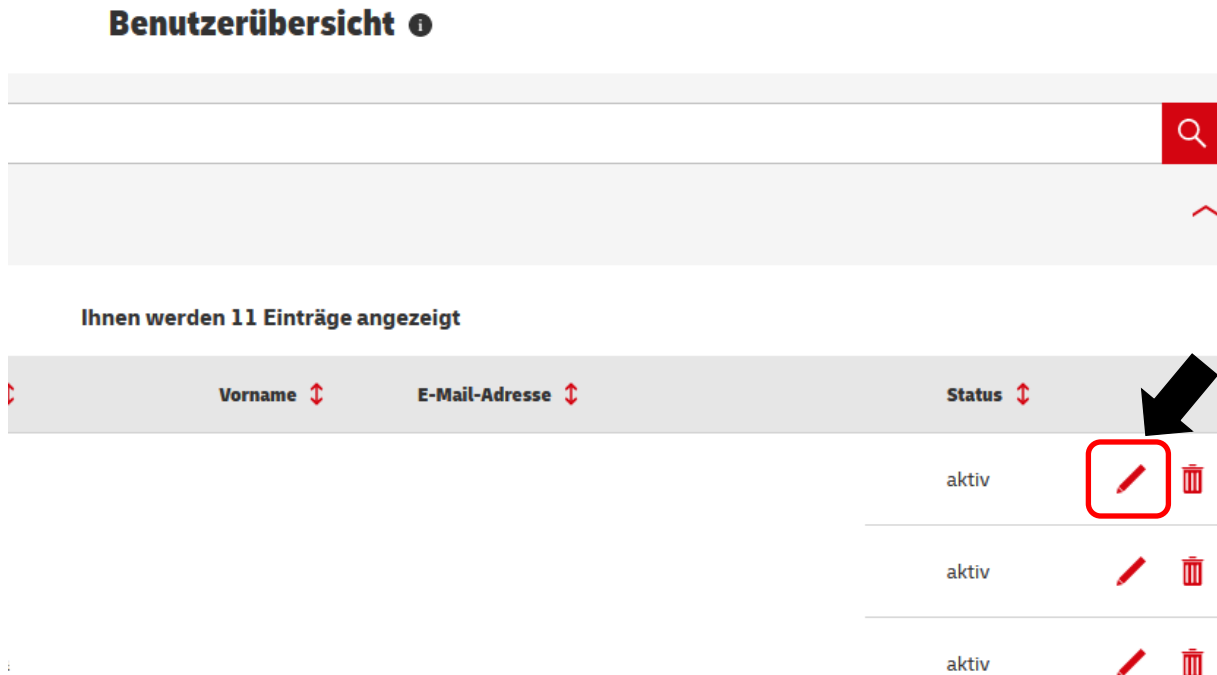 Benutzerübersicht
Ihnen werden 11 Einträge angezeigt
Vorname E-Mail-Adresse Status
aktiv
aktiv
aktiv